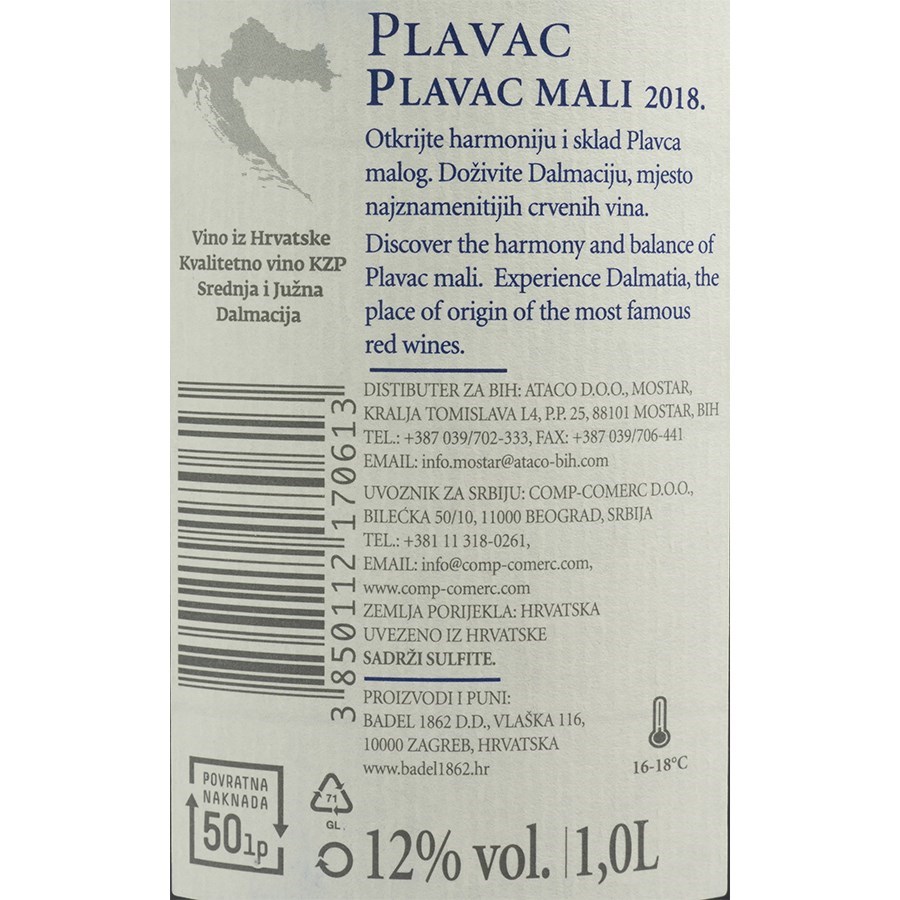 PLAVAC
PLAVAC MALI 2018.
Otkrijte harmoniju i sklad Plavca
malog. Doživite Dalmaciju, mjesto
najznamenitijih crvenih vina.
Discover the harmony and balance of
Plavac mali. Experience Dalmatia, the
place of origin of the most famous
red wines.
Vino iz Hrvatske
Kvalitetno vino KZP
Srednja i Južna
Dalmacija
DISTIBUTER ZA BIH: ATACO D.O.O., MOSTAR,
KRALJA TOMISLAVA L4, P.P. 25, 88101 MOSTAR, BIH
TEL.: +387 039/702-333, FAX: +387 039/706-441
EMAIL: info.mostar@ataco-bih.com
UVOZNIK ZA SRBIJU: COMP-COMERC D.O.O.,
BILEĆKA 50/10, 11000 BEOGRAD, SRBIJA
TEL.: +381 11 318-0261,
EMAIL: info@comp-comerc.com,
www.comp-comerc.com
ZEMLJA PORIJEKLA: HRVATSKA
UVEZENO IZ HRVATSKE
SADRŽI SULFITE.
PROIZVODI I PUNI:
BADEL 1862 D.D., VLAŠKA 116,
10000 ZAGREB, HRVATSKA
www.badel1862.hr
3 850112 170613
16-18°C
POVRATNA
NAKNADA
50lp
71
GL.
12% vol. | 1,0L